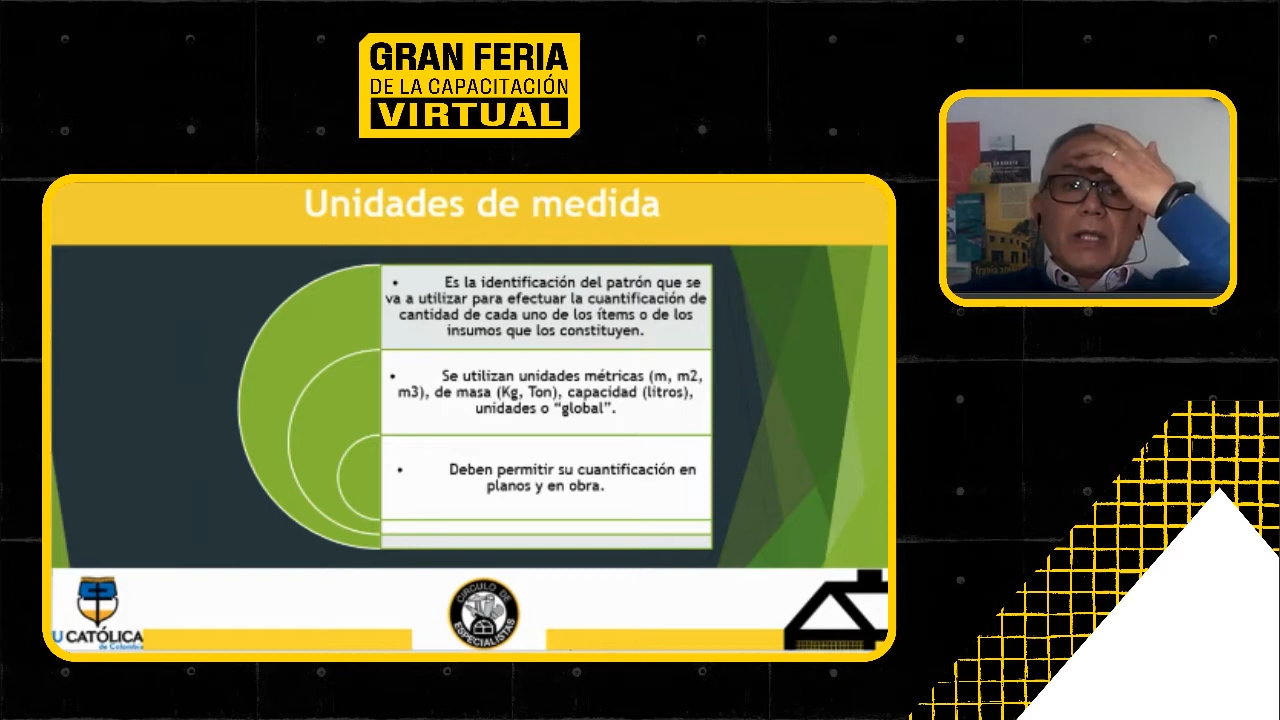 GRAN FERIA
DE LA CAPACITACIÓN
VIRTUAL
Unidades de medida
• Es la identificación del patrón que se
va a utilizar para efectuar la cuantificación de
cantidad de cada uno de los ítems o de los
insumos que los constituyen.
• Se utilizan unidades métricas (m, m2,
m3), de masa (Kg, Ton), capacidad (litros),
unidades o “global”.
• Deben permitir su cuantificación en
planos y en obra.
U CATÓLICA
de Colombia
CIRCULO DE
ESPECIALISTAS